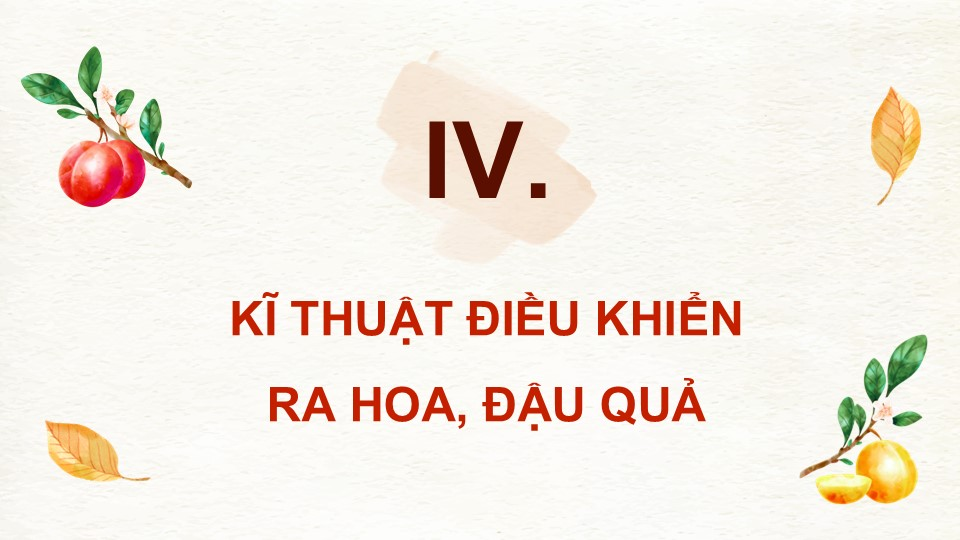 IV.
KĨ THUẬT ĐIỀU KHIỂN
RA HOA, ĐẬU QUẢ